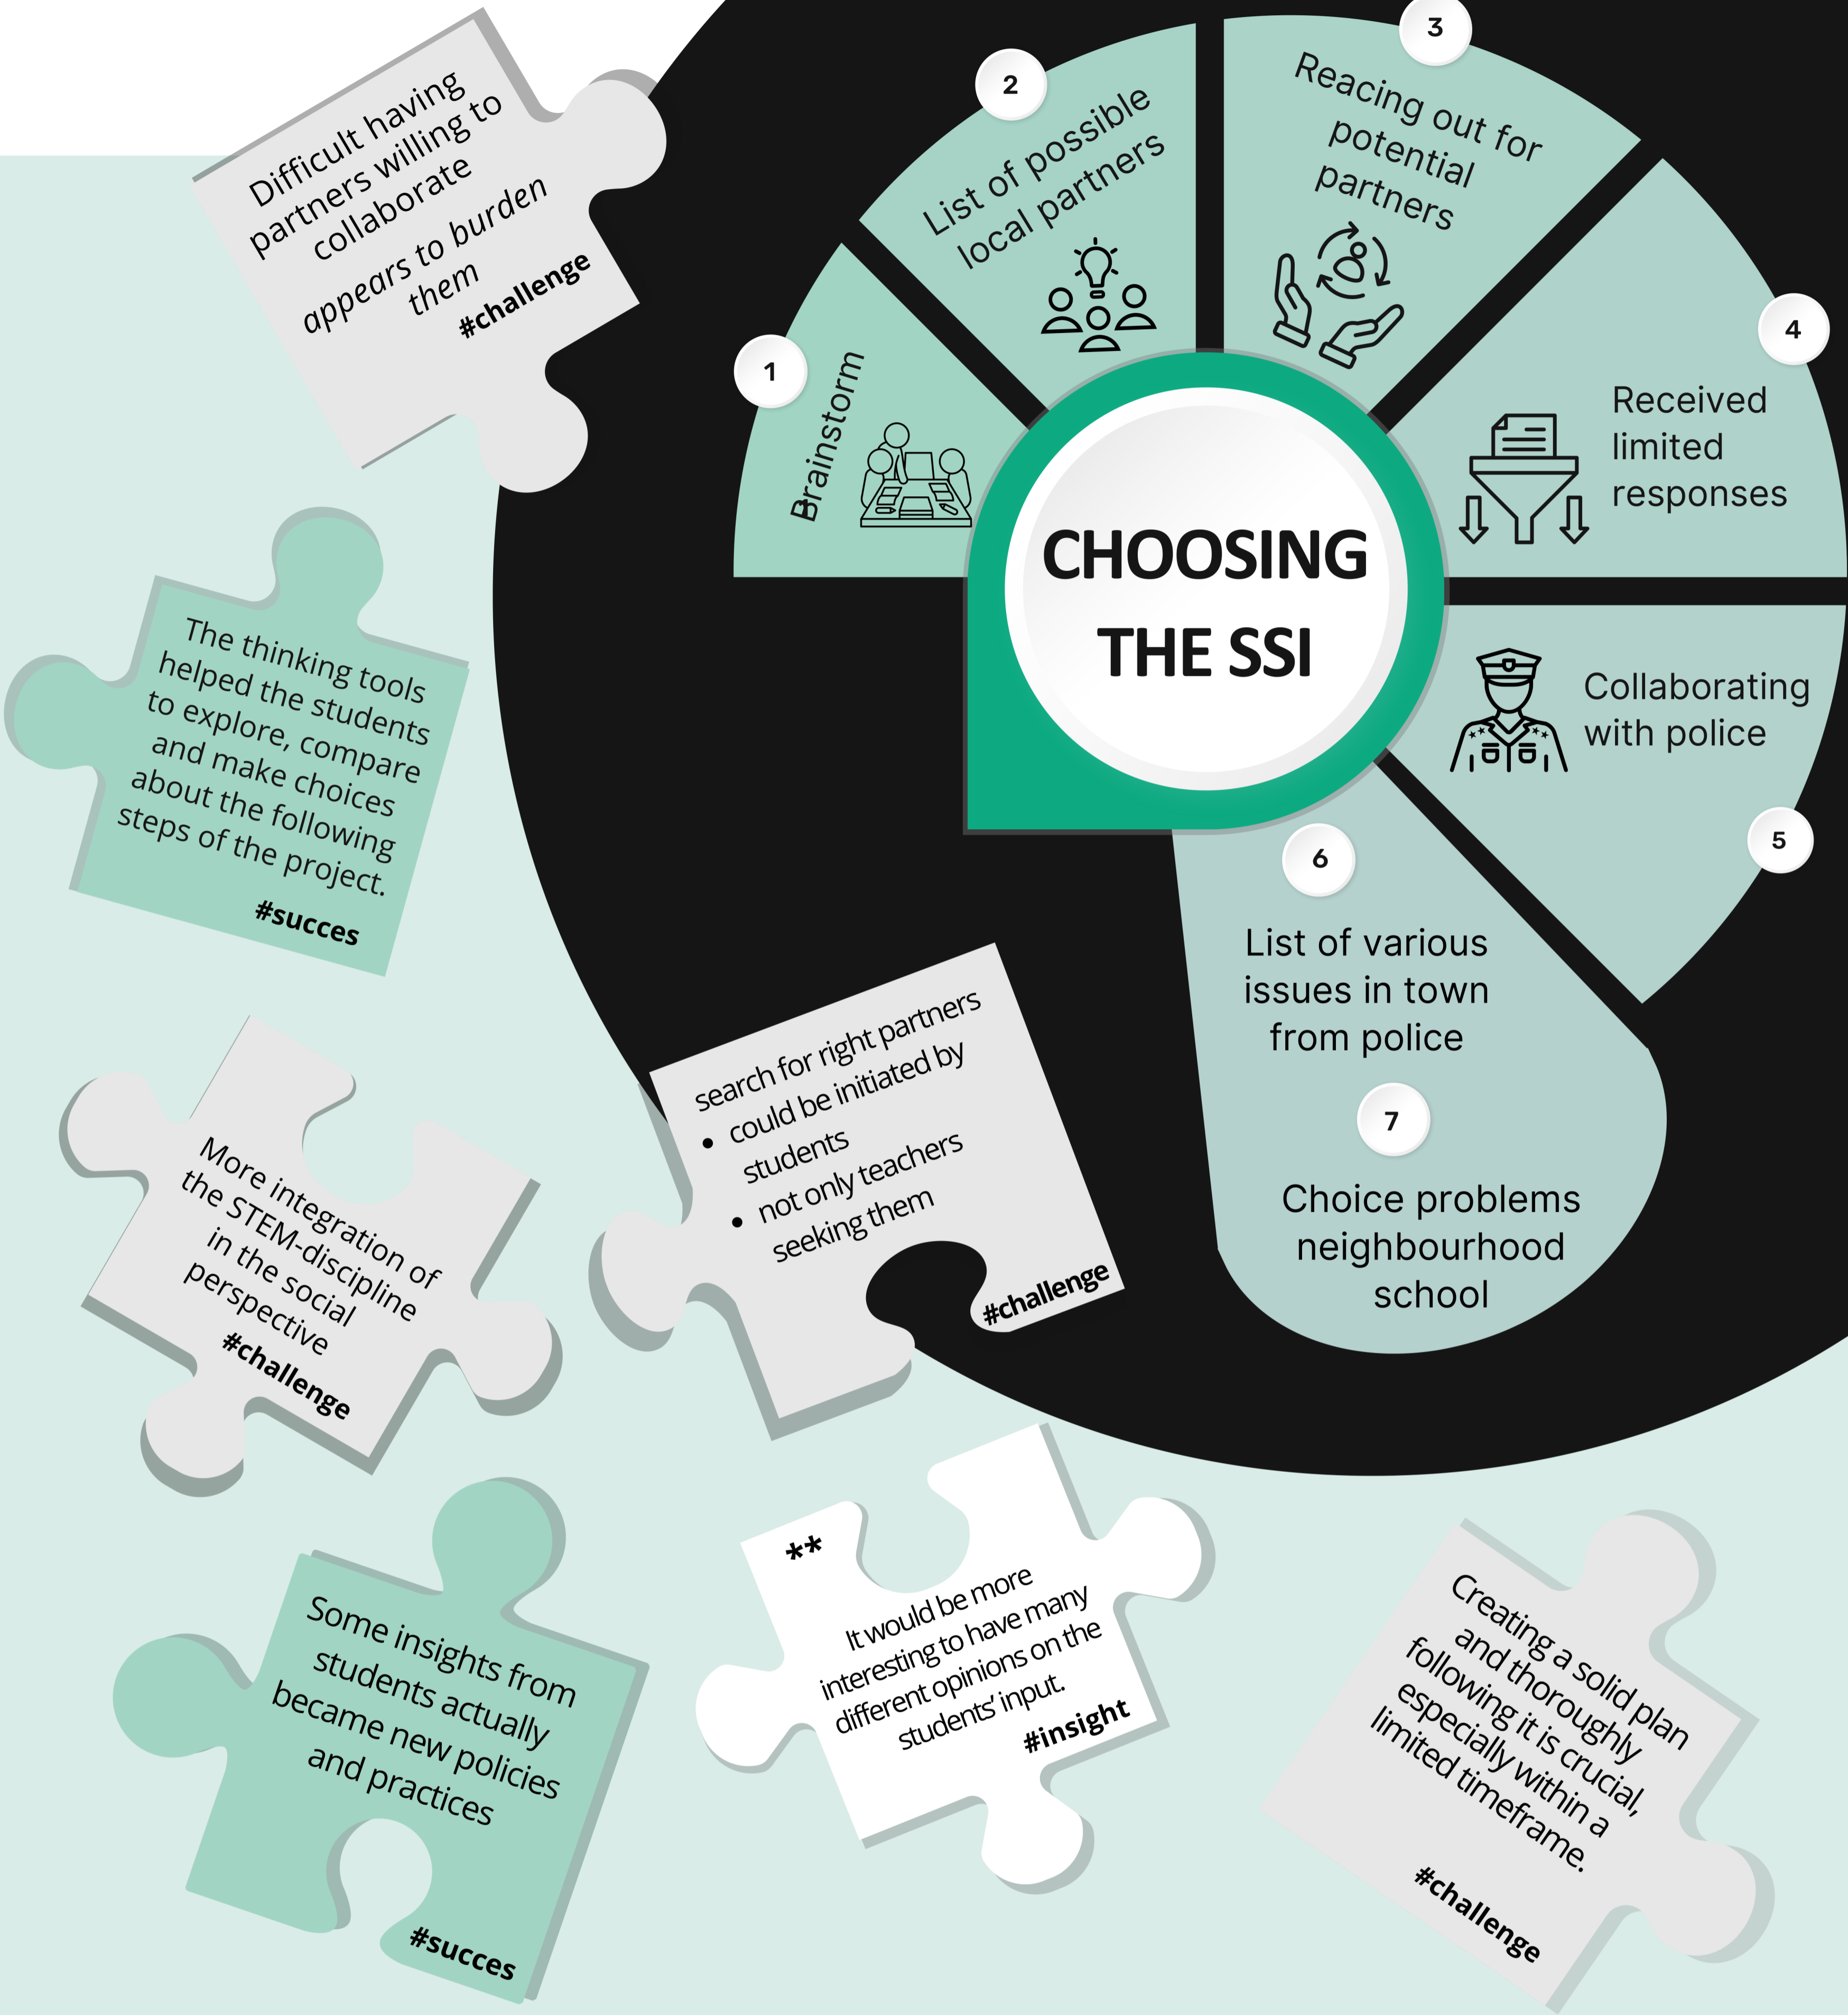 Difficult having
partners willing to
collaborate
appears to burden
them
#challenge
1
Brainstorm
2
List of possible
local partners
3
Reacing out for
potential
partners
4
Received
limited
responses
CHOOSING
THE SSI
Collaborating
with police
5
6
List of various
issues in town
from police
7
Choice problems
neighbourhood
school
The thinking tools
helped the students
to explore, compare
and make choices
about the following
steps of the project.
#succes
search for right partners
• could be initiated by
students
• not only teachers
seeking them
#challenge
More integration of
the STEM-discipline
in the social
perspective
#challenge
Some insights from
students actually
became new policies
and practices
#succes
**
It would be more
interesting to have many
different opinions on the
students' input.
#insight
Creating a solid plan
and thoroughly
following it is crucial,
especially within a
limited timeframe.
#challenge